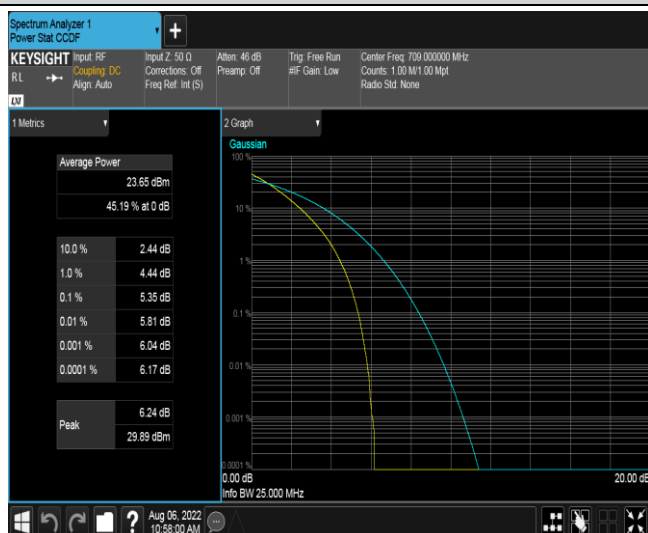 Spectrum Analyzer 1
Power Stat CCDF
KEYSIGHT
Input: RF
Coupling: DC
Align: Auto
Input Z: 50 Ω
Corrections: Off
Freq Ref: Int (S)
Atten: 46 dB
Preamp: Off
Trig: Free Run
#IF Gain: Low
Center Freq: 709.000000 MHz
Counts: 1.00 M/1.00 Mpt
Radio Std: None
RL
LXI
1 Metrics
Average Power
23.65 dBm
45.19 % at 0 dB
10.0 % 2.44 dB
1.0 % 4.44 dB
0.1 % 5.35 dB
0.01 % 5.81 dB
0.001 % 6.04 dB
0.0001 % 6.17 dB
Peak
6.24 dB
29.89 dBm
2 Graph
Gaussian
100 %
10 %
1 %
0.1 %
0.01 %
0.001 %
0.0001 %
0.00 dB 20.00 dB
Info BW 25.000 MHz
?
Aug 06, 2022
10:58:00 AM